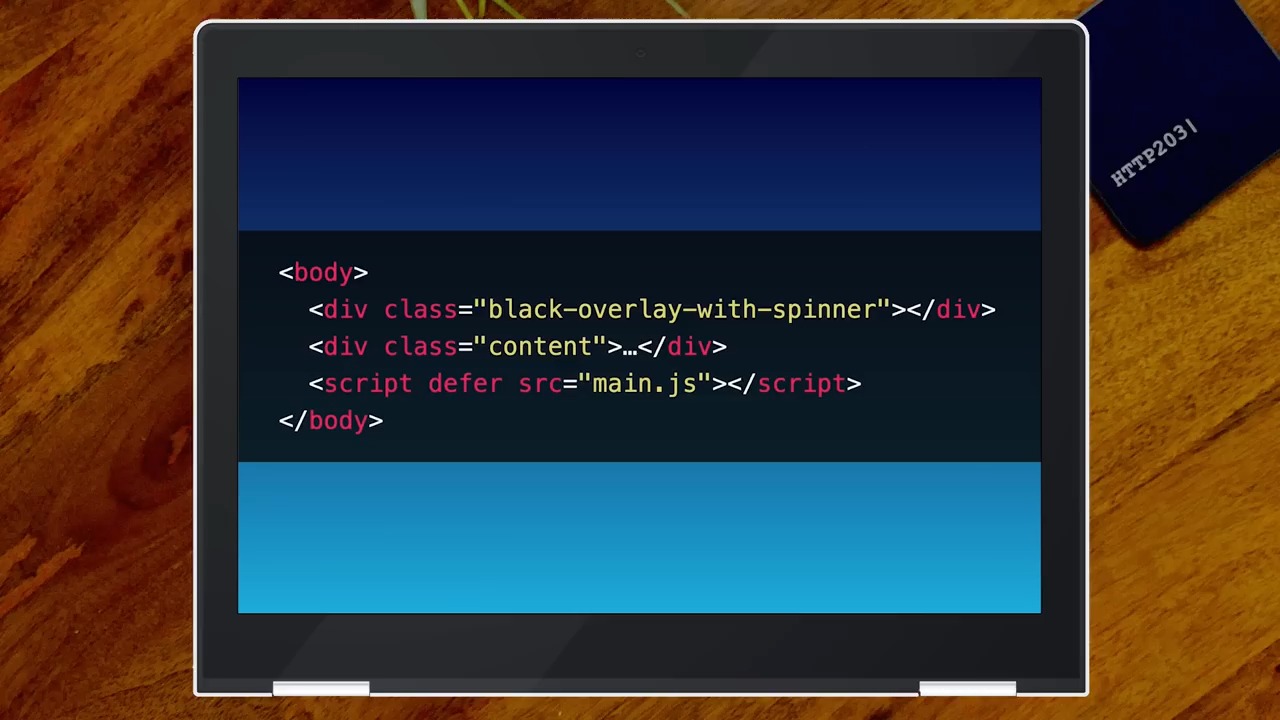 HTTP203|
<body>
<div class="black-overlay-with-spinner"></div>
<div class="content">…</div>
<script defer src="main.js"></script>
</body>